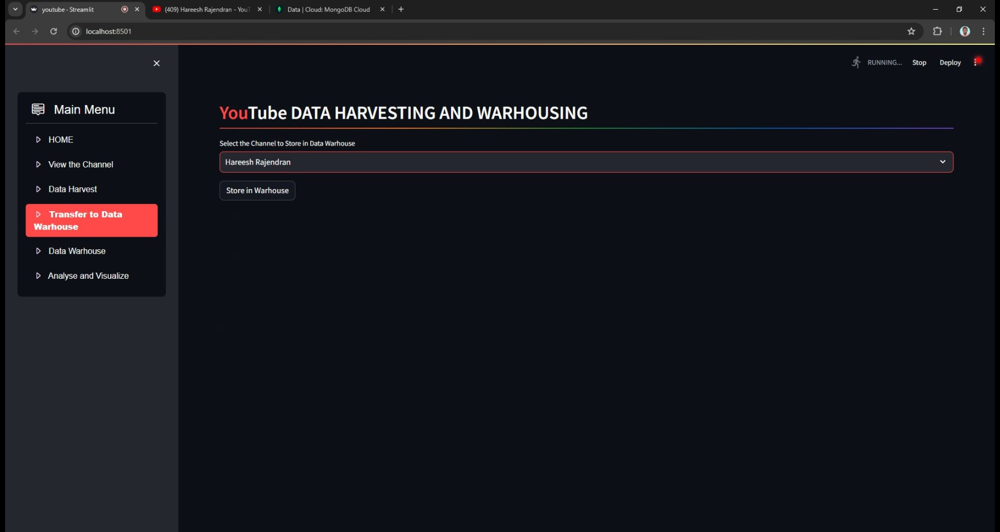 youtube · Streamlit
(409) Hareesh Rajendran - YouT
Data | Cloud: MongoDB Cloud
localhost:8501
RUNNING...
Stop
Deploy
Main Menu
HOME
View the Channel
Data Harvest
Transfer to Data
Warhouse
Data Warhouse
Analyse and Visualize
YouTube DATA HARVESTING AND WARHOUSING
Select the Channel to Store in Data Warhouse
Hareesh Rajendran
Store in Warhouse